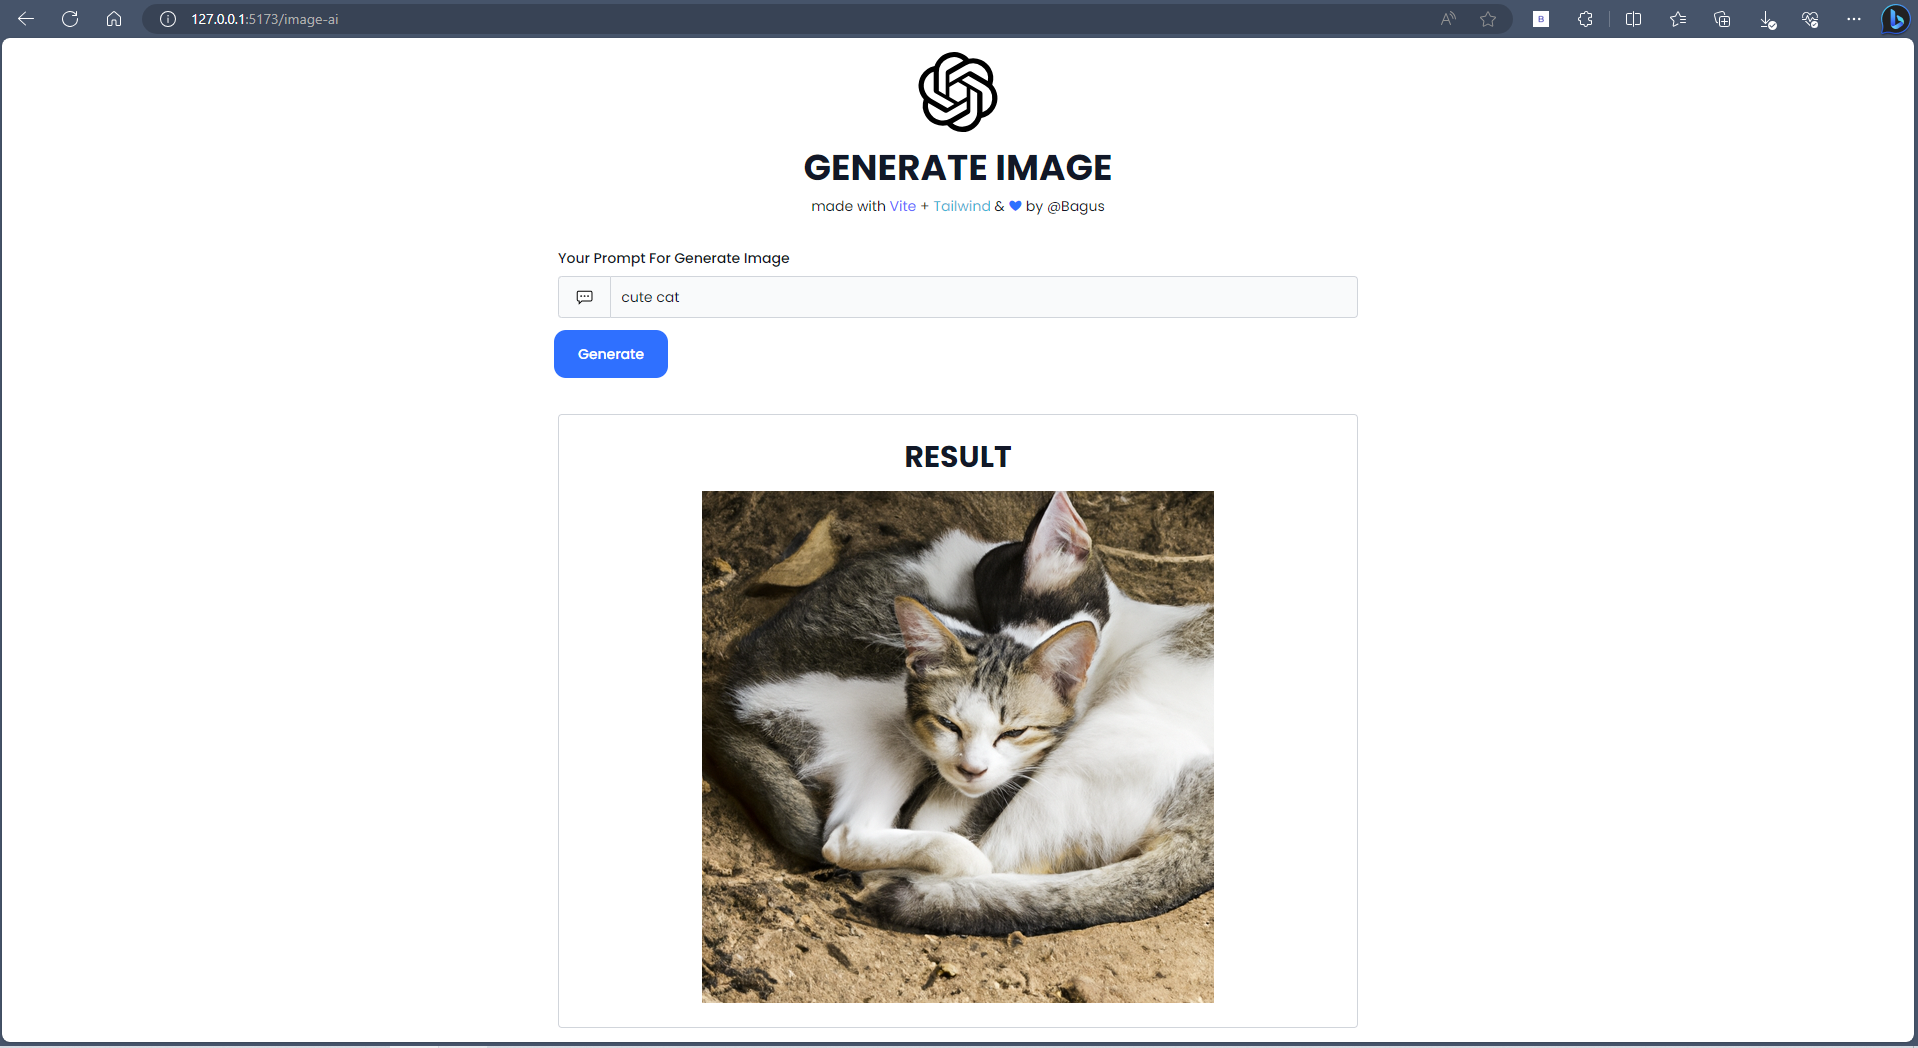 127.0.0.1:5173/image-ai
B
GENERATE IMAGE
made with Vite + Tailwind & 💙 by @Bagus
Your Prompt For Generate Image
cute cat
Generate
RESULT